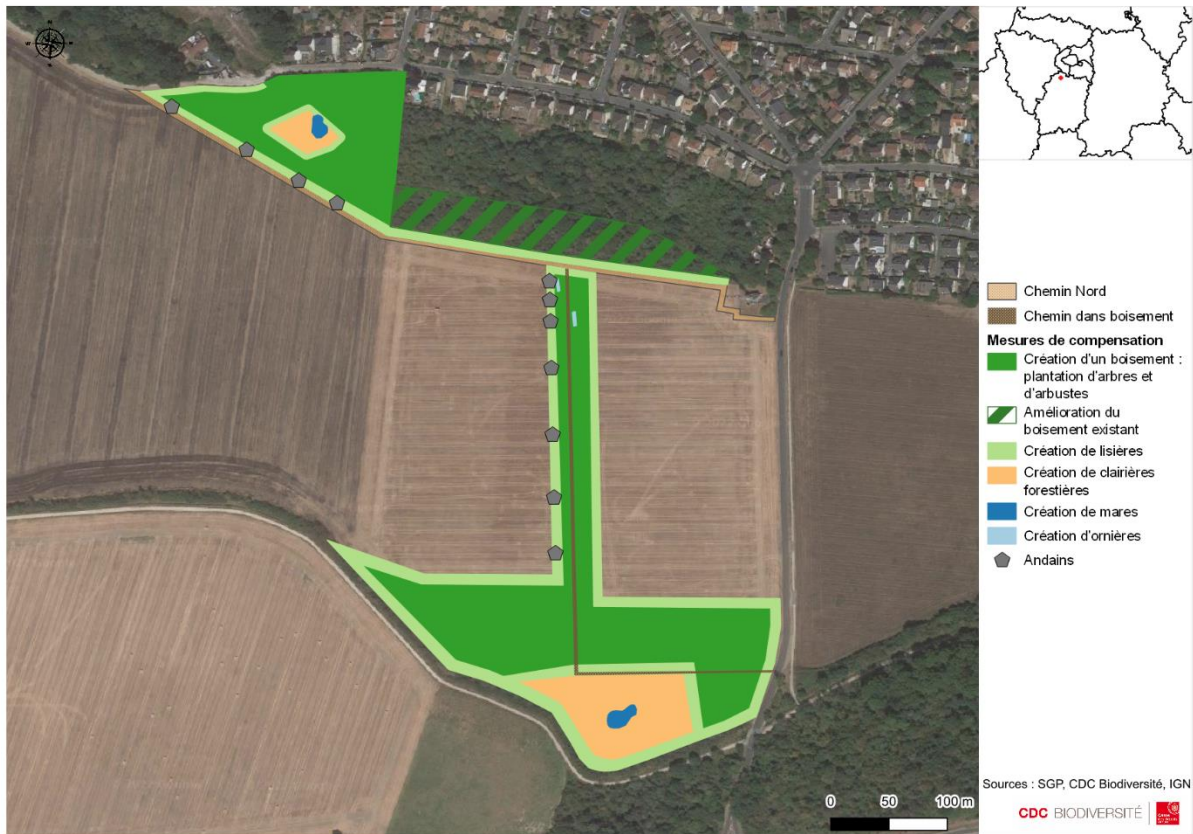 Chemin Nord
Chemin dans boisement
Mesures de compensation
Création d'un boisement :
plantation d'arbres et
d'arbustes
Amélioration du
boisement existant
Création de lisières
Création de clairières
forestières
Création de mares
Création d'ornières
Andains
Sources : SGP, CDC Biodiversité, IGN
0 50 100 m
CDC BIODIVERSITÉ